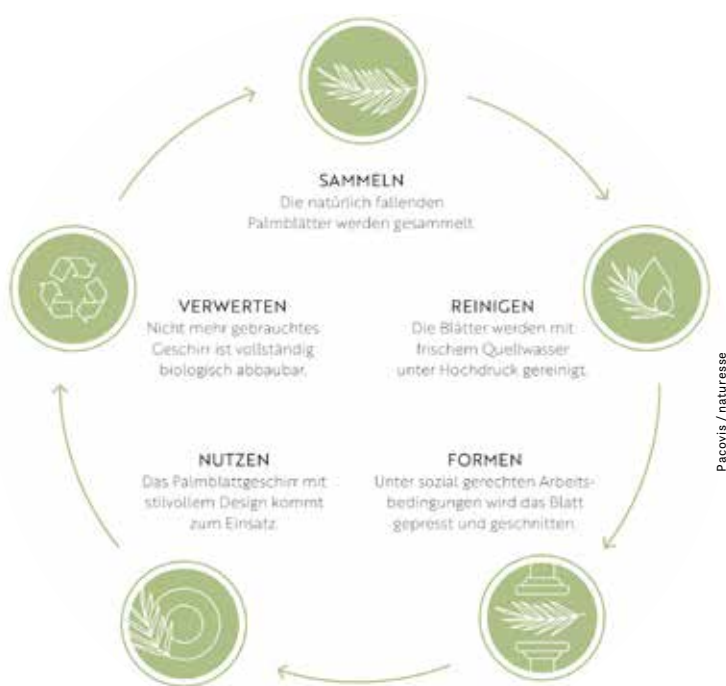 SAMMELN
Die natürlich fallenden
Palmblätter werden gesammelt.
REINIGEN
Die Blätter werden mit
frischem Quellwasser
unter Hochdruck gereinigt.
FORMEN
Unter sozial gerechten Arbeits-
bedingungen wird das Blatt
gepresst und geschnitten.
NUTZEN
Das Palmblattgeschirr mit
stilvollem Design kommt
zum Einsatz.
VERWERTEN
Nicht mehr gebrauchtes
Geschirr ist vollständig
biologisch abbaubar.
Pacovis / naturesse